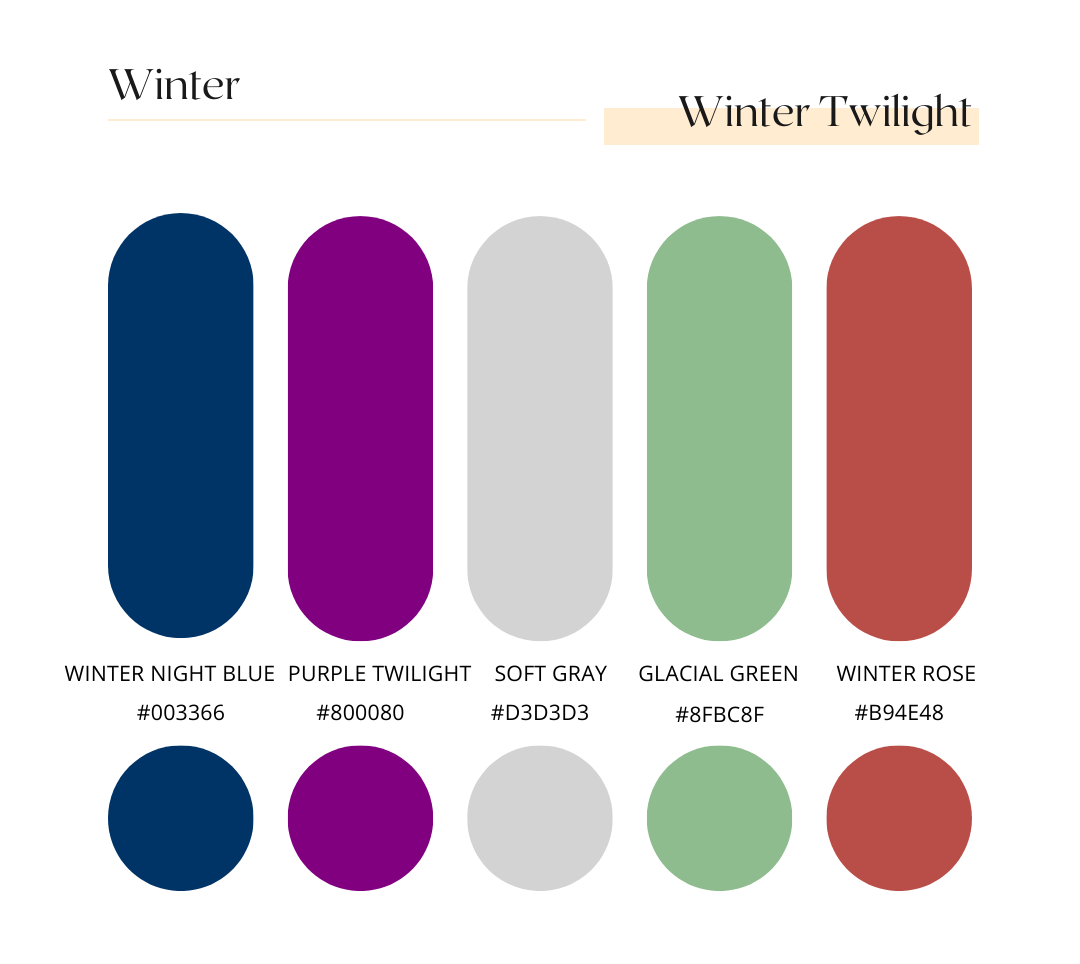 Winter
Winter Twilight
WINTER NIGHT BLUE PURPLE TWILIGHT SOFT GRAY GLACIAL GREEN WINTER ROSE
#003366 #800080 #D3D3D3 #8FBC8F #B94E48